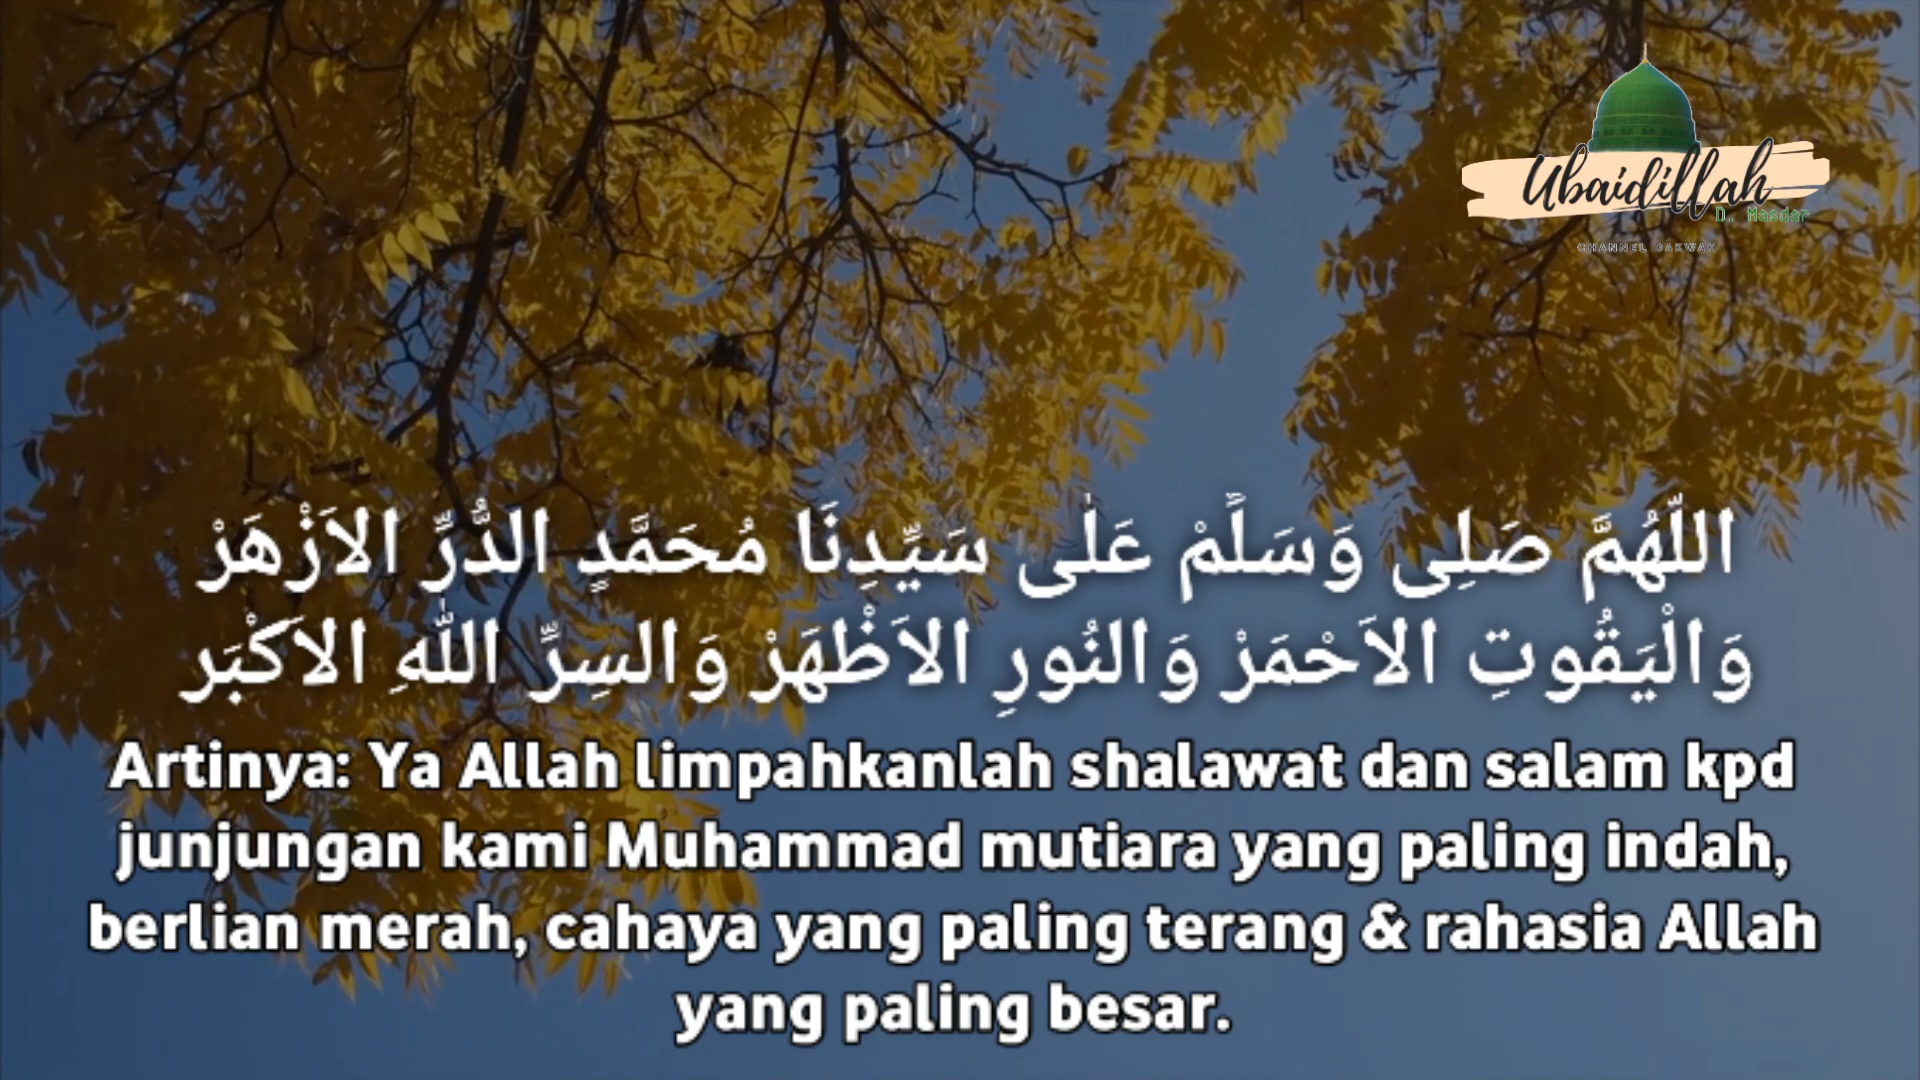 Ubaidillah
D. Masdar
CHANNEL DAKWAH
اللّهُمَّ صَلِى وَسَلِّمْ عَلٰى سَيِّدِنَا مُحَمَّدٍ الدُّرِّ الاَزْهَرْ
وَالْيَقُوتِ الاَحْمَرْ وَالنُورِ الاَظْهَرْ وَالسِرِّ اللّٰهِ الاَكْبَر
Artinya: Ya Allah limpahkanlah shalawat dan salam kpd
junjungan kami Muhammad mutiara yang paling indah,
berlian merah, cahaya yang paling terang & rahasia Allah
yang paling besar.